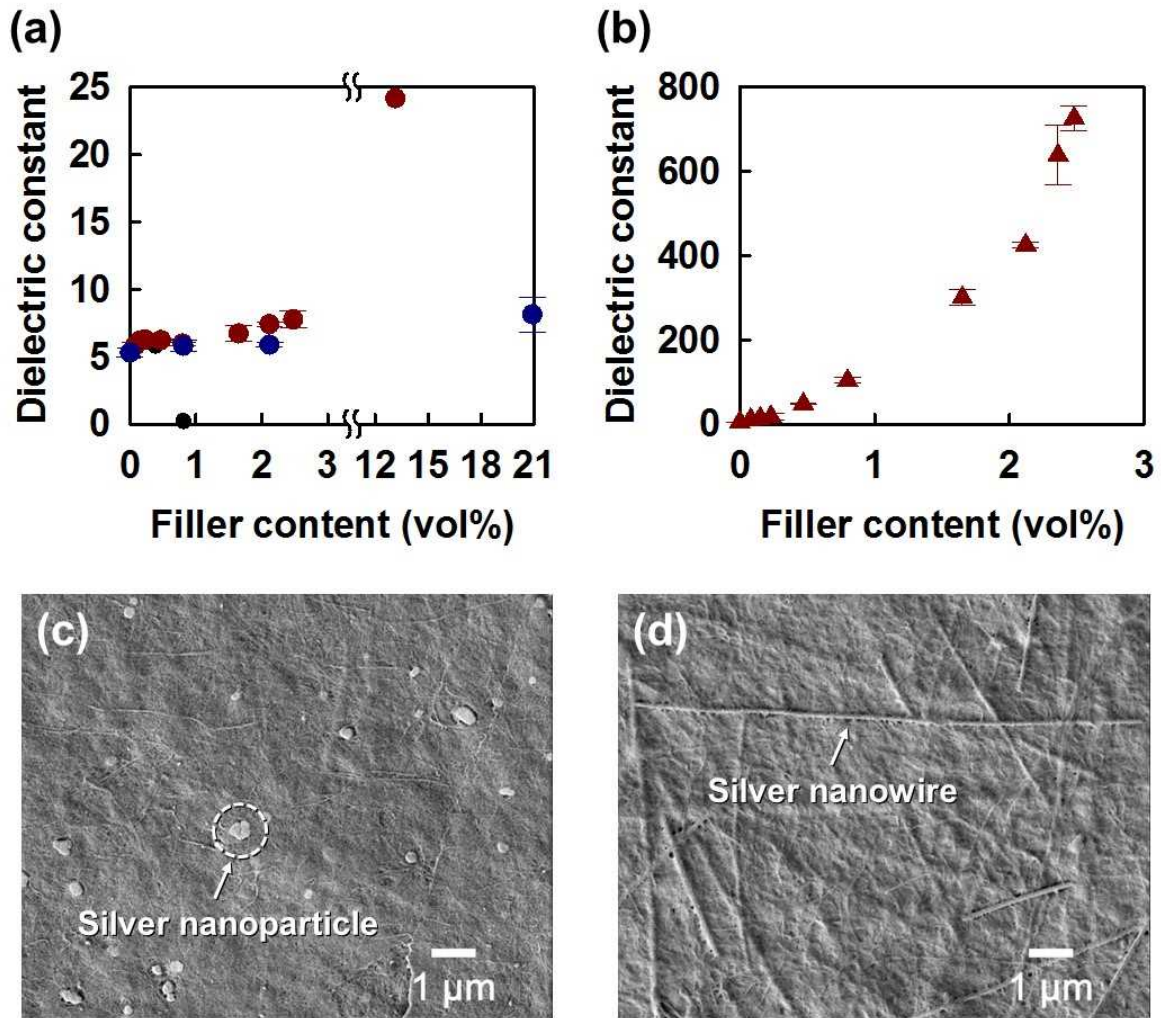 (a)
Dielectric constant
25
20
15
10
5
0
0 1 2 3 12 15 18 21
Filler content (vol%)
(b)
Dielectric constant
800
600
400
200
0
0 1 2 3
Filler content (vol%)
(c)
Silver nanoparticle
1 μm
(d)
Silver nanowire
1 μm